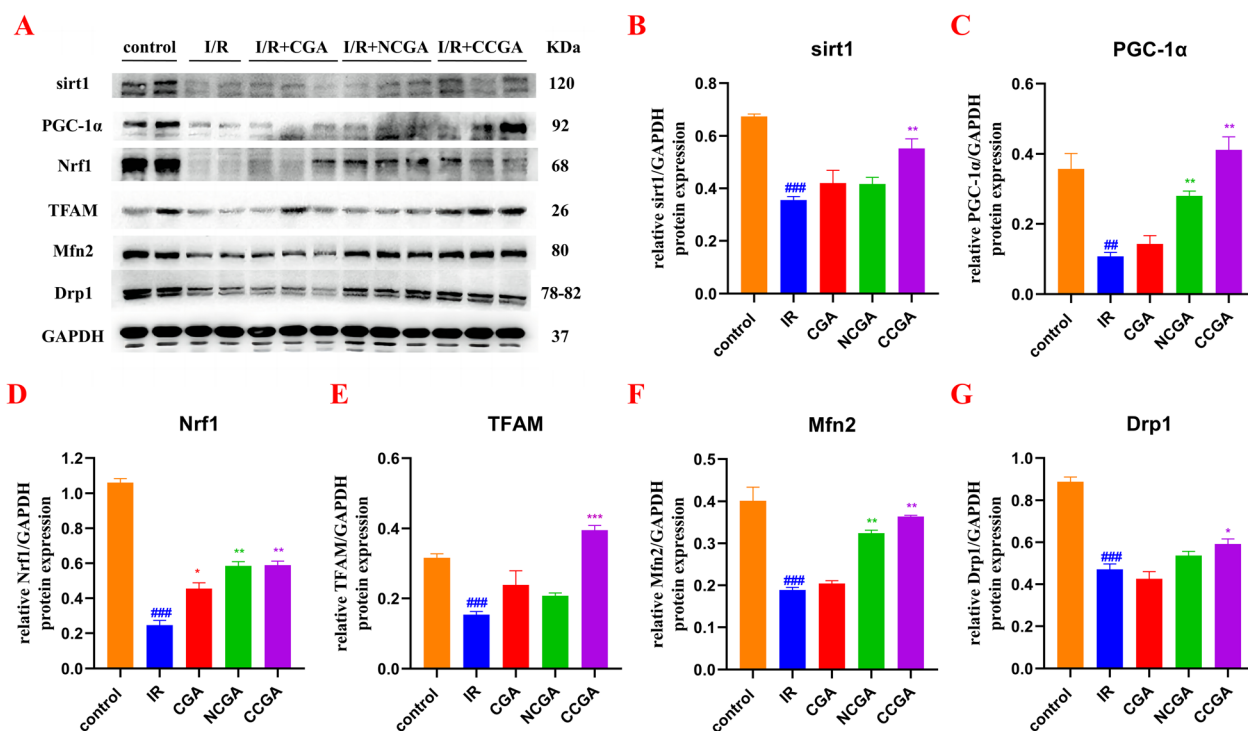 A
control I/R I/R+CGA I/R+NCGA I/R+CCGA KDa
sirt1 120
PGC-1α 92
Nrf1 68
TFAM 26
Mfn2 80
Drp1 78-82
GAPDH 37
B
sirt1
relative sirt1/GAPDH
protein expression
0.8
0.6
0.4
0.2
0.0
###
**
control IR CGA NCGA CCGA
C
PGC-1α
relative PGC-1α/GAPDH
protein expression
0.6
0.4
0.2
0.0
##
**
**
control IR CGA NCGA CCGA
D
Nrf1
relative Nrf1/GAPDH
protein expression
1.2
1.0
0.8
0.6
0.4
0.2
0.0
###
*
**
**
control IR CGA NCGA CCGA
E
TFAM
relative TFAM/GAPDH
protein expression
0.6
0.4
0.2
0.0
###
***
control IR CGA NCGA CCGA
F
Mfn2
relative Mfn2/GAPDH
protein expression
0.5
0.4
0.3
0.2
0.1
0.0
###
**
**
control IR CGA NCGA CCGA
G
Drp1
relative Drp1/GAPDH
protein expression
1.0
0.8
0.6
0.4
0.2
0.0
###
*
control IR CGA NCGA CCGA